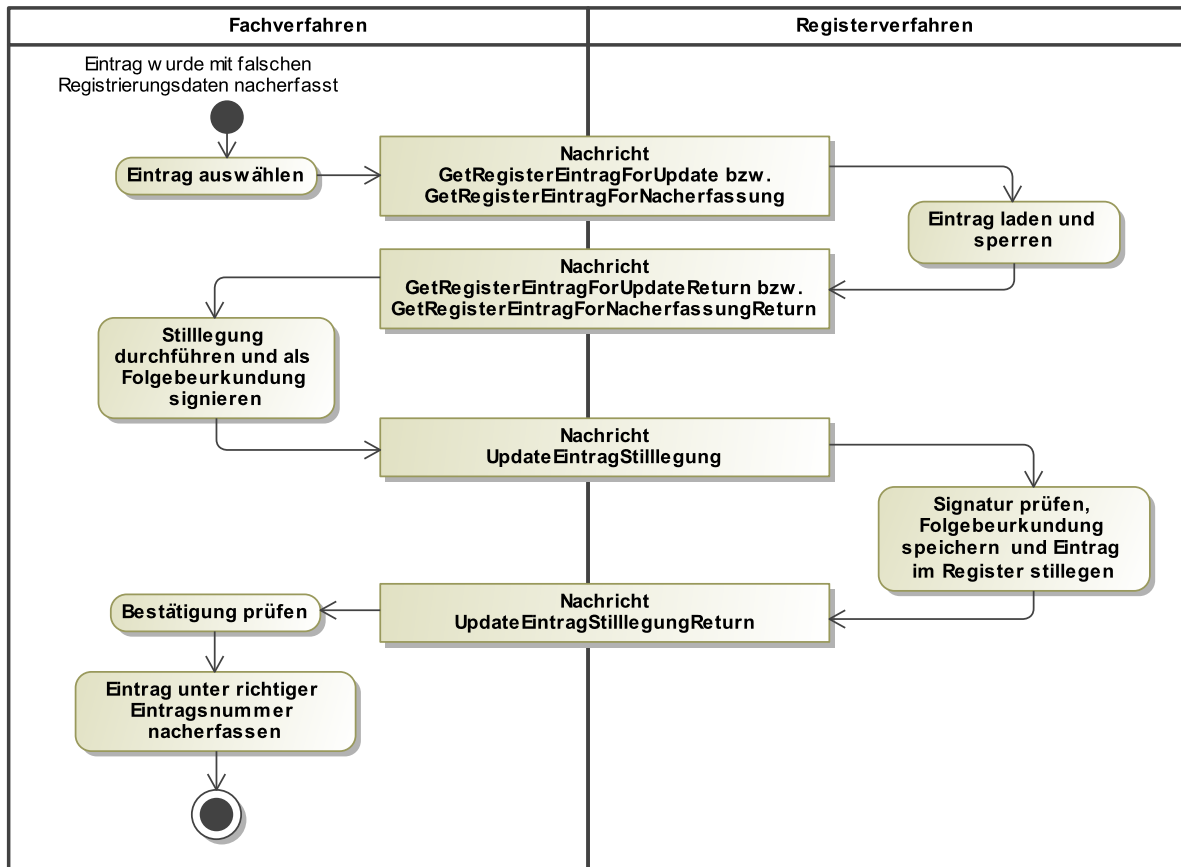 Fachverfahren
Registerverfahren
Eintrag wurde mit falschen
Registrierungsdaten nacherfasst
Eintrag auswählen
Nachricht
GetRegisterEintragForUpdate bzw.
GetRegisterEintragForNacherfassung
Eintrag laden und
sperren
Nachricht
GetRegisterEintragForUpdateReturn bzw.
GetRegisterEintragForNacherfassungReturn
Stilllegung
durchführen und als
Folgebeurkundung
signieren
Nachricht
UpdateEintragStilllegung
Signatur prüfen,
Folgebeurkundung
speichern und Eintrag
im Register stillegen
Nachricht
UpdateEintragStilllegungReturn
Bestätigung prüfen
Eintrag unter richtiger
Eintragsnummer
nacherfassen